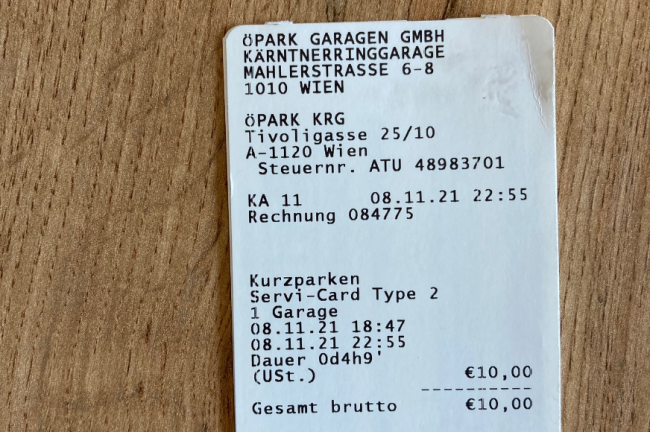 ÖPARK GARAGEN GMBH
KÄRNTNERRINGGARAGE
MAHLERSTRASSE 6-8
1010 WIEN
ÖPARK KRG
Tivoligasse 25/10
A-1120 Wien
Steuernr. ATU 48983701
KA 11 08.11.21 22:55
Rechnung 084775
Kurzparken
Servi-Card Type 2
1 Garage
08.11.21 18:47
08.11.21 22:55
Dauer 0d4h9'
(USt.) €10,00
----------
Gesamt brutto €10,00